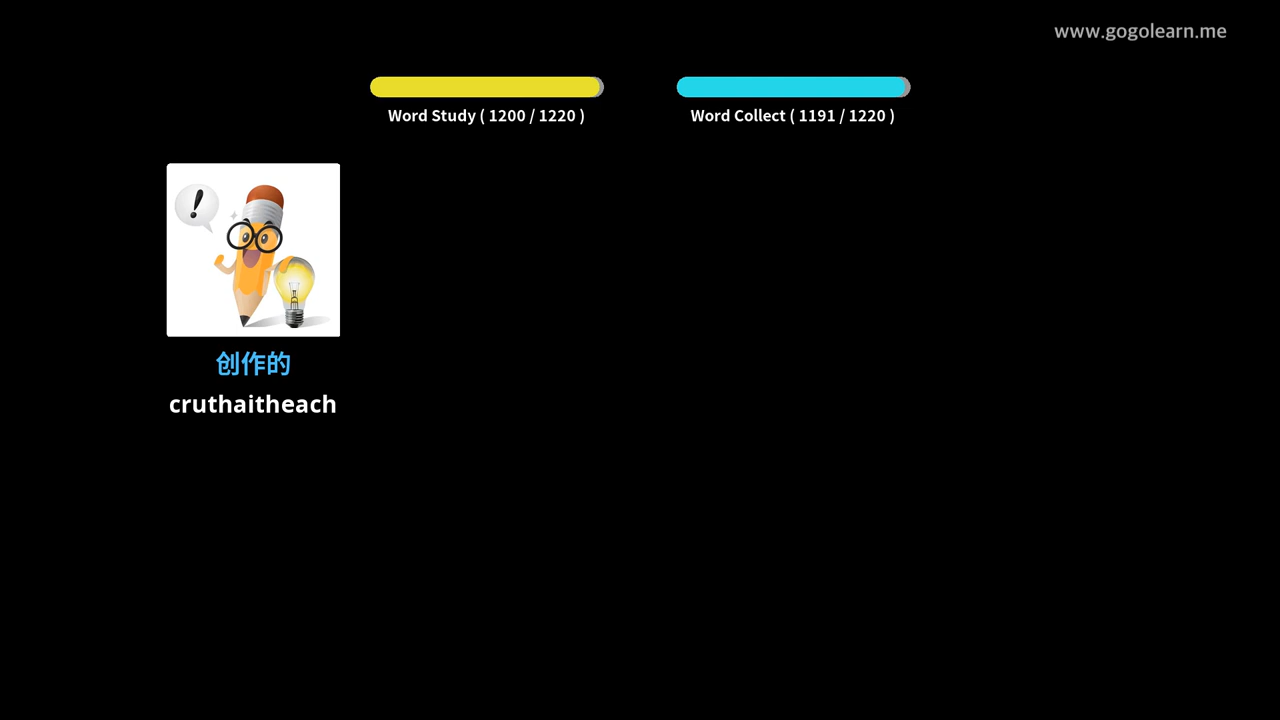 www.gogolearn.me
Word Study ( 1200 / 1220 )
Word Collect ( 1191 / 1220 )
!
创作的
cruthaitheach